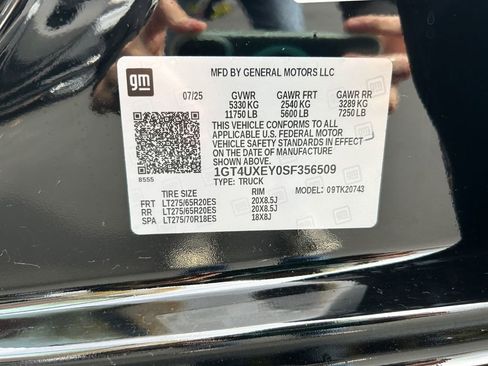 gm
MFD BY GENERAL MOTORS LLC
07/25 GVWR GAWR FRT GAWR RR
5330 KG 2540 KG 3289 KG
11750 LB 5600 LB 7250 LB
THIS VEHICLE CONFORMS TO ALL
APPLICABLE U.S. FEDERAL MOTOR
VEHICLE SAFETY STANDARDS IN EFFECT
ON THE DATE OF MANUFACTURE
SHOWN ABOVE.
8555 1GT4UXEY0SF356509
TYPE: TRUCK
TIRE SIZE RIM MODEL: 09TK20743
FRT LT275/65R20ES 20X8.5J
RR LT275/65R20ES 20X8.5J
SPA LT275/70R18ES 18X8J